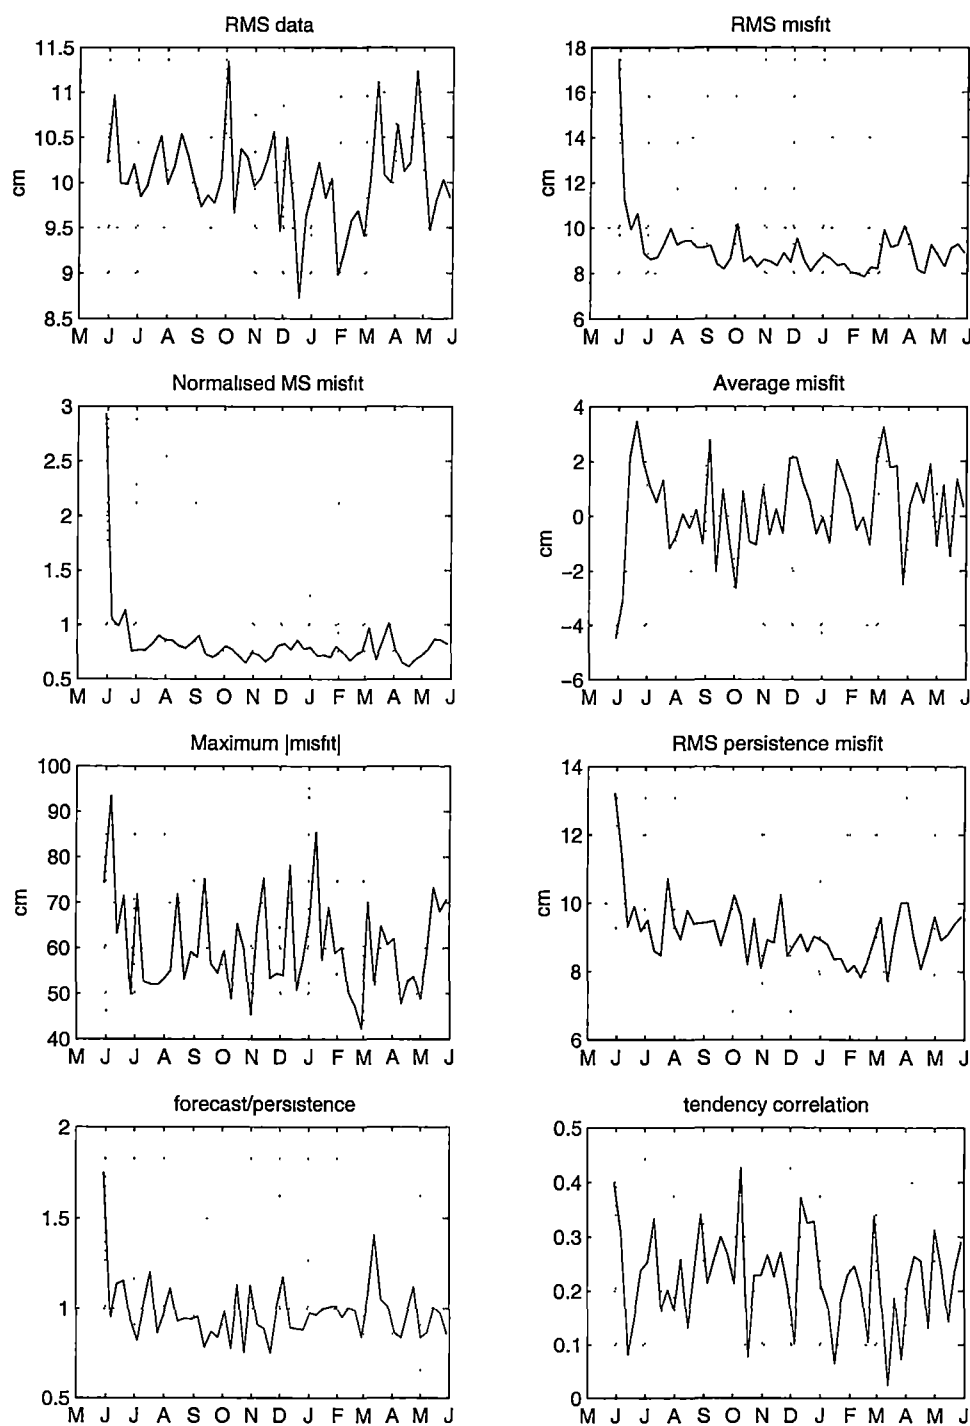 RMS data
11.5
11
10.5
10
9.5
9
8.5
cm
M J J A S O N D J F M A M J
RMS misfit
18
16
14
12
10
8
6
cm
M J J A S O N D J F M A M J
Normalised MS misfit
3
2.5
2
1.5
1
0.5
M J J A S O N D J F M A M J
Average misfit
4
2
0
−2
−4
−6
cm
M J J A S O N D J F M A M J
Maximum |misfit|
100
90
80
70
60
50
40
cm
M J J A S O N D J F M A M J
RMS persistence misfit
14
12
10
8
6
cm
M J J A S O N D J F M A M J
forecast/persistence
2
1.5
1
0.5
M J J A S O N D J F M A M J
tendency correlation
0.5
0.4
0.3
0.2
0.1
0
M J J A S O N D J F M A M J